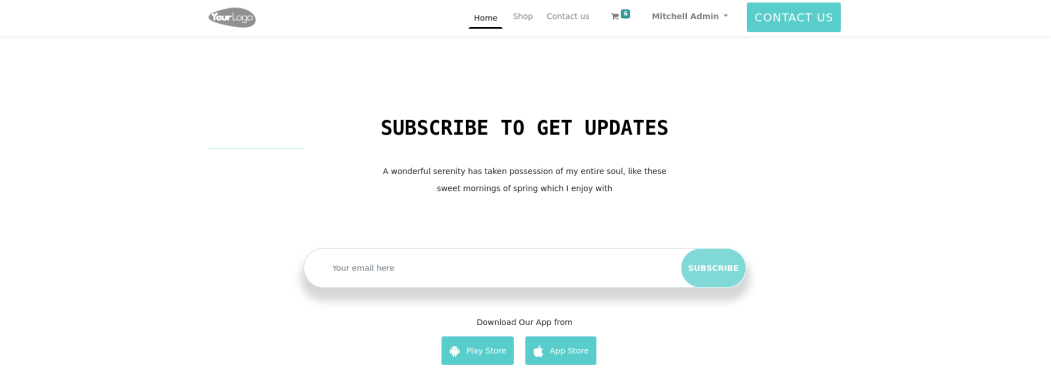 YourLogo
Home
Shop
Contact us
6
Mitchell Admin
CONTACT US
SUBSCRIBE TO GET UPDATES
A wonderful serenity has taken possession of my entire soul, like these
sweet mornings of spring which I enjoy with
Your email here
SUBSCRIBE
Download Our App from
Play Store
App Store